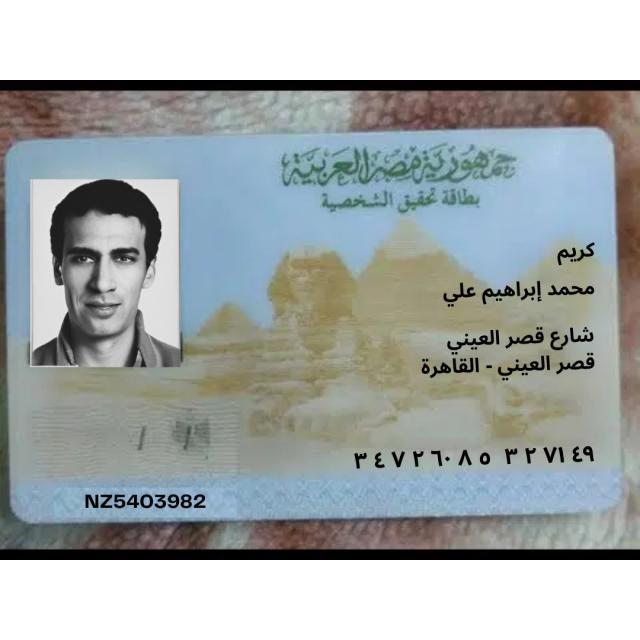 جمهورية مصر العربية
بطاقة تحقيق الشخصية
كريم
محمد إبراهيم علي
شارع قصر العيني
قصر العيني - القاهرة
٣٤٧٢٦٠٨٥ ٣٢٧١٤٩
NZ5403982